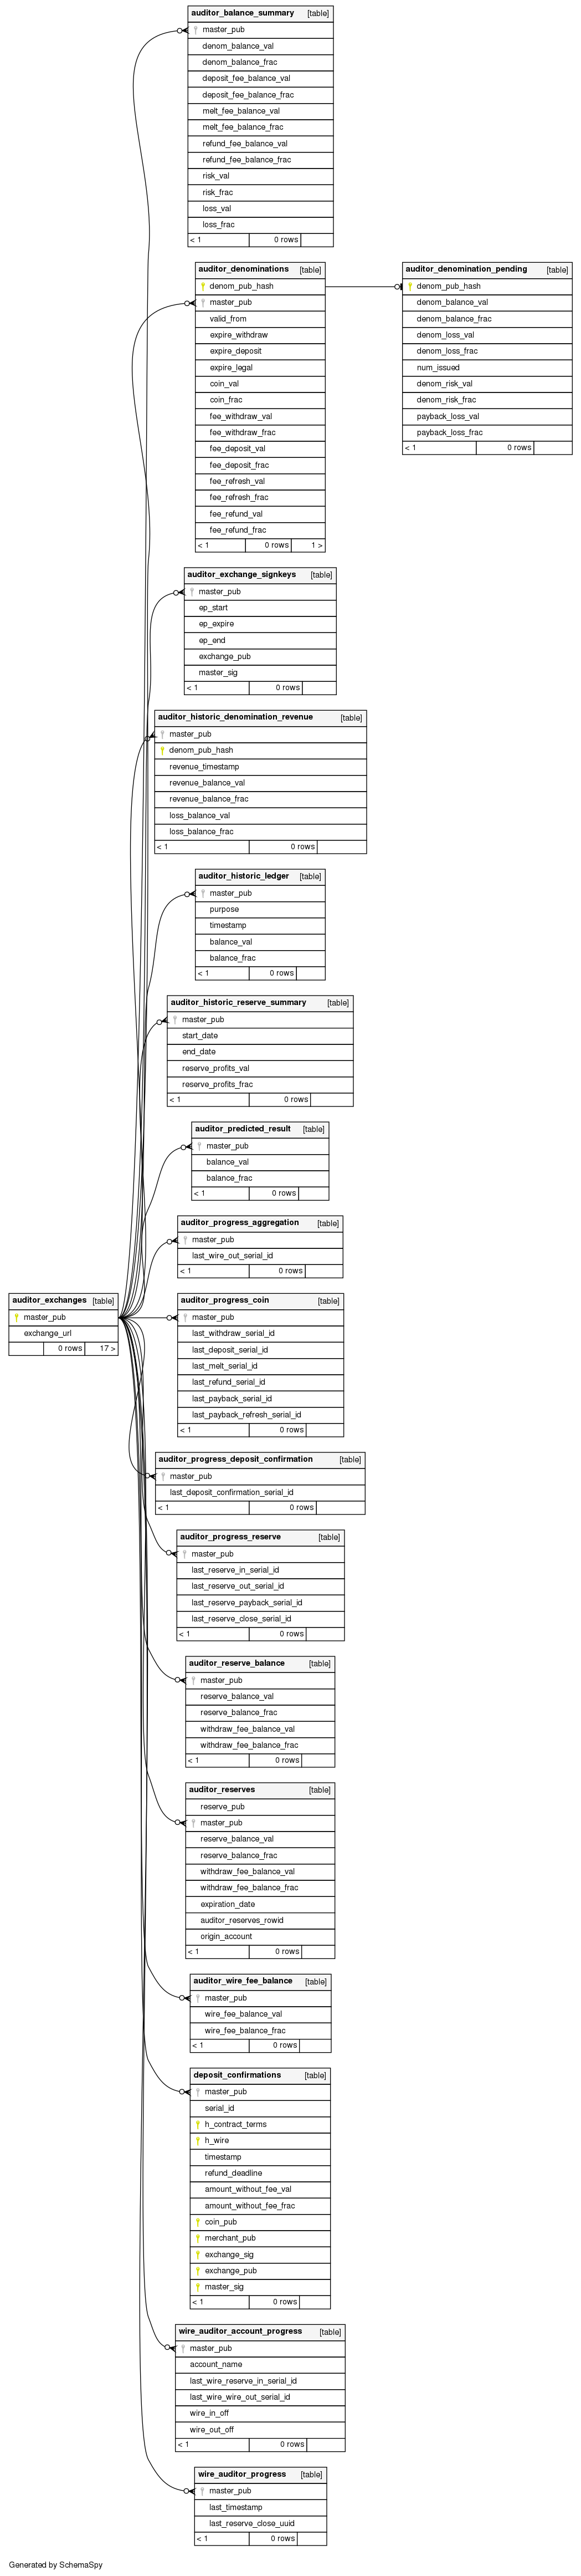 auditor_balance_summary [table]
master_pub
denom_balance_val
denom_balance_frac
deposit_fee_balance_val
deposit_fee_balance_frac
melt_fee_balance_val
melt_fee_balance_frac
refund_fee_balance_val
refund_fee_balance_frac
risk_val
risk_frac
loss_val
loss_frac
< 1 0 rows
auditor_denominations [table]
denom_pub_hash
master_pub
valid_from
expire_withdraw
expire_deposit
expire_legal
coin_val
coin_frac
fee_withdraw_val
fee_withdraw_frac
fee_deposit_val
fee_deposit_frac
fee_refresh_val
fee_refresh_frac
fee_refund_val
fee_refund_frac
< 1 0 rows 1 >
auditor_denomination_pending [table]
denom_pub_hash
denom_balance_val
denom_balance_frac
denom_loss_val
denom_loss_frac
num_issued
denom_risk_val
denom_risk_frac
payback_loss_val
payback_loss_frac
< 1 0 rows
auditor_exchange_signkeys [table]
master_pub
ep_start
ep_expire
ep_end
exchange_pub
master_sig
< 1 0 rows
auditor_historic_denomination_revenue [table]
master_pub
denom_pub_hash
revenue_timestamp
revenue_balance_val
revenue_balance_frac
loss_balance_val
loss_balance_frac
< 1 0 rows
auditor_historic_ledger [table]
master_pub
purpose
timestamp
balance_val
balance_frac
< 1 0 rows
auditor_historic_reserve_summary [table]
master_pub
start_date
end_date
reserve_profits_val
reserve_profits_frac
< 1 0 rows
auditor_predicted_result [table]
master_pub
balance_val
balance_frac
< 1 0 rows
auditor_progress_aggregation [table]
master_pub
last_wire_out_serial_id
< 1 0 rows
auditor_exchanges [table]
master_pub
exchange_url
0 rows 17 >
auditor_progress_coin [table]
master_pub
last_withdraw_serial_id
last_deposit_serial_id
last_melt_serial_id
last_refund_serial_id
last_payback_serial_id
last_payback_refresh_serial_id
< 1 0 rows
auditor_progress_deposit_confirmation [table]
master_pub
last_deposit_confirmation_serial_id
< 1 0 rows
auditor_progress_reserve [table]
master_pub
last_reserve_in_serial_id
last_reserve_out_serial_id
last_reserve_payback_serial_id
last_reserve_close_serial_id
< 1 0 rows
auditor_reserve_balance [table]
master_pub
reserve_balance_val
reserve_balance_frac
withdraw_fee_balance_val
withdraw_fee_balance_frac
< 1 0 rows
auditor_reserves [table]
reserve_pub
master_pub
reserve_balance_val
reserve_balance_frac
withdraw_fee_balance_val
withdraw_fee_balance_frac
expiration_date
auditor_reserves_rowid
origin_account
< 1 0 rows
auditor_wire_fee_balance [table]
master_pub
wire_fee_balance_val
wire_fee_balance_frac
< 1 0 rows
deposit_confirmations [table]
master_pub
serial_id
h_contract_terms
h_wire
timestamp
refund_deadline
amount_without_fee_val
amount_without_fee_frac
coin_pub
merchant_pub
exchange_sig
exchange_pub
master_sig
< 1 0 rows
wire_auditor_account_progress [table]
master_pub
account_name
last_wire_reserve_in_serial_id
last_wire_wire_out_serial_id
wire_in_off
wire_out_off
< 1 0 rows
wire_auditor_progress [table]
master_pub
last_timestamp
last_reserve_close_uuid
< 1 0 rows
Generated by SchemaSpy